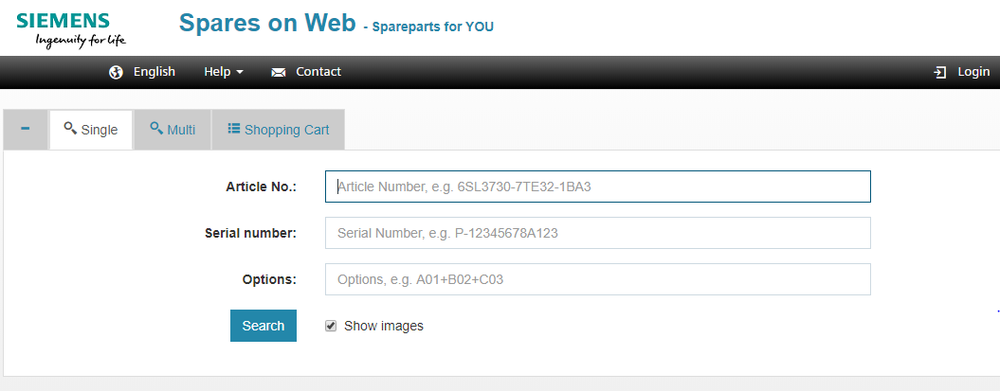 SIEMENS
Ingenuity for life
Spares on Web - Spareparts for YOU
English Help Contact Login
Single Multi Shopping Cart
Article No.: Article Number, e.g. 6SL3730-7TE32-1BA3
Serial number: Serial Number, e.g. P-12345678A123
Options: Options, e.g. A01+B02+C03
Search Show images